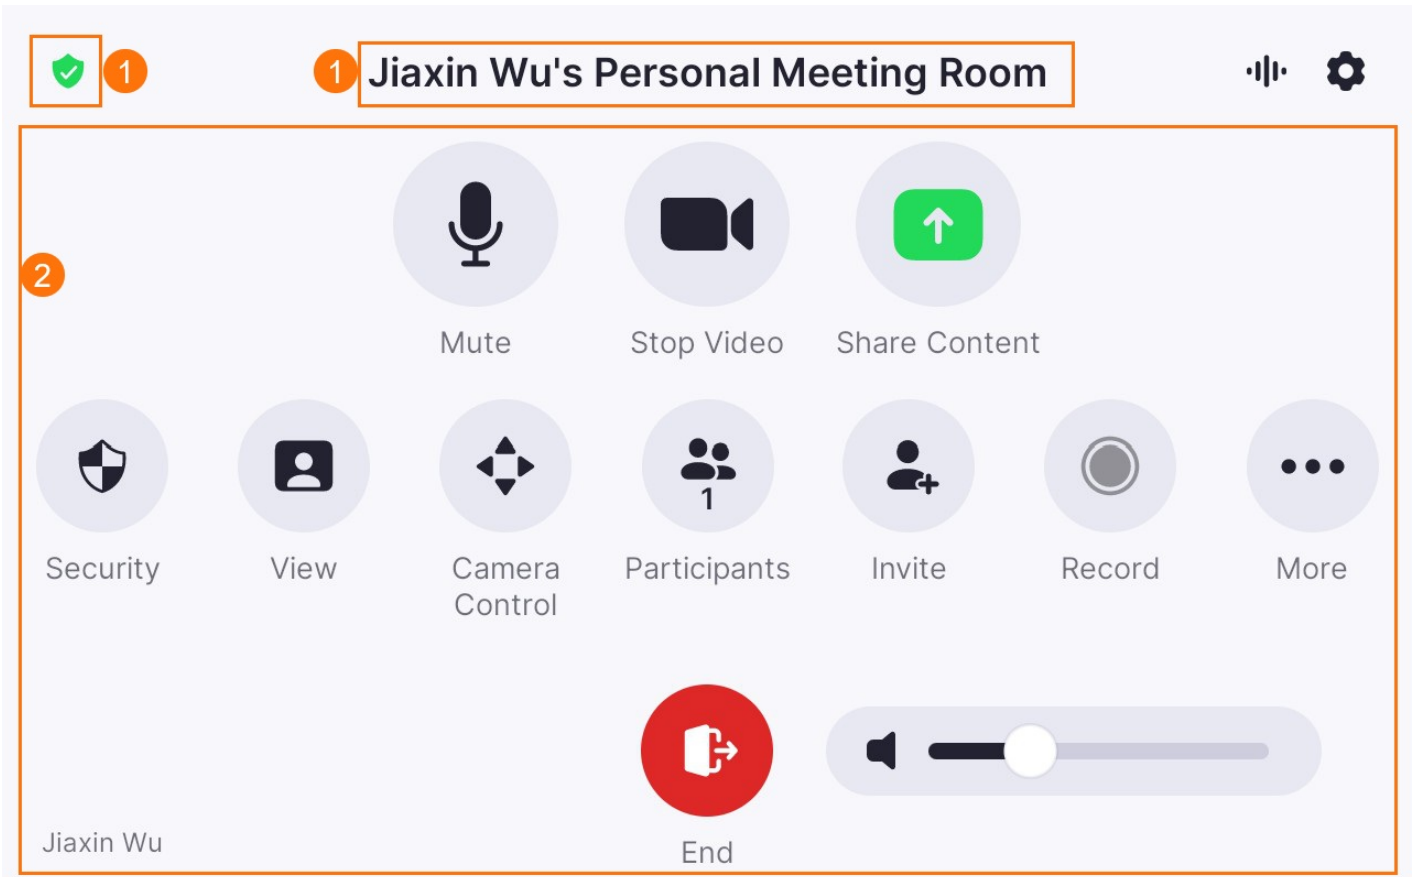 1
1 Jiaxin Wu's Personal Meeting Room
2
Mute Stop Video Share Content
1
Security View Camera Control Participants Invite Record More
Jiaxin Wu
End